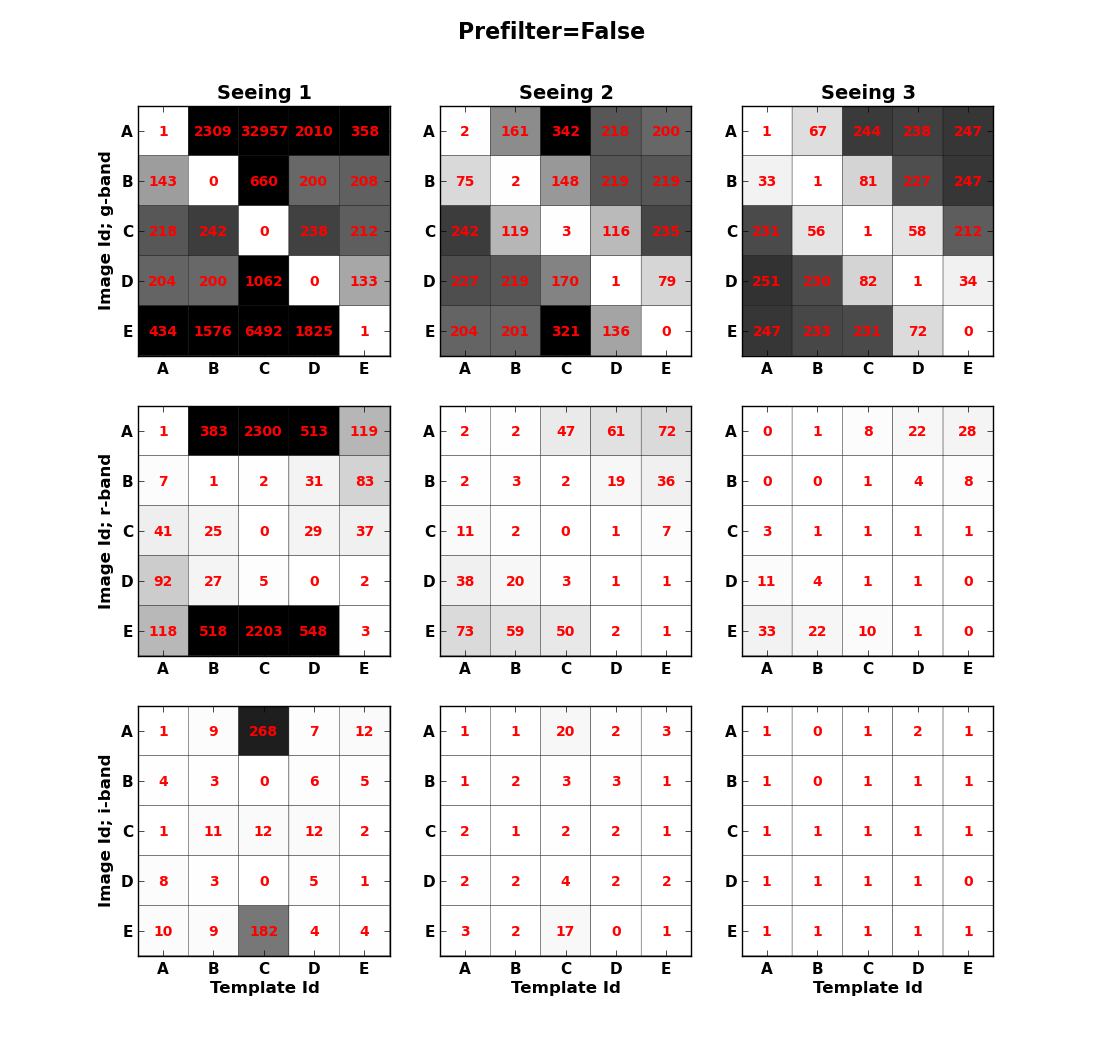 Prefilter=False
Seeing 1 Seeing 2 Seeing 3
Image Id; g-band
A 1 2309 32957 2010 358 A 2 161 342 218 200 A 1 67 244 238 247
B 143 0 660 200 208 B 75 2 148 219 219 B 33 1 81 227 247
C 218 242 0 238 212 C 242 119 3 116 235 C 231 56 1 58 212
D 204 200 1062 0 133 D 227 219 170 1 79 D 251 230 82 1 34
E 434 1576 6492 1825 1 E 204 201 321 136 0 E 247 233 231 72 0
A B C D E A B C D E A B C D E
Image Id; r-band
A 1 383 2300 513 119 A 2 2 47 61 72 A 0 1 8 22 28
B 7 1 2 31 83 B 2 3 2 19 36 B 0 0 1 4 8
C 41 25 0 29 37 C 11 2 0 1 7 C 3 1 1 1 1
D 92 27 5 0 2 D 38 20 3 1 1 D 11 4 1 1 0
E 118 518 2203 548 3 E 73 59 50 2 1 E 33 22 10 1 0
A B C D E A B C D E A B C D E
Image Id; i-band
A 1 9 268 7 12 A 1 1 20 2 3 A 1 0 1 2 1
B 4 3 0 6 5 B 1 2 3 3 1 B 1 0 1 1 1
C 1 11 12 12 2 C 2 1 2 2 1 C 1 1 1 1 1
D 8 3 0 5 1 D 2 2 4 2 2 D 1 1 1 1 0
E 10 9 182 4 4 E 3 2 17 0 1 E 1 1 1 1 1
A B C D E A B C D E A B C D E
Template Id Template Id Template Id